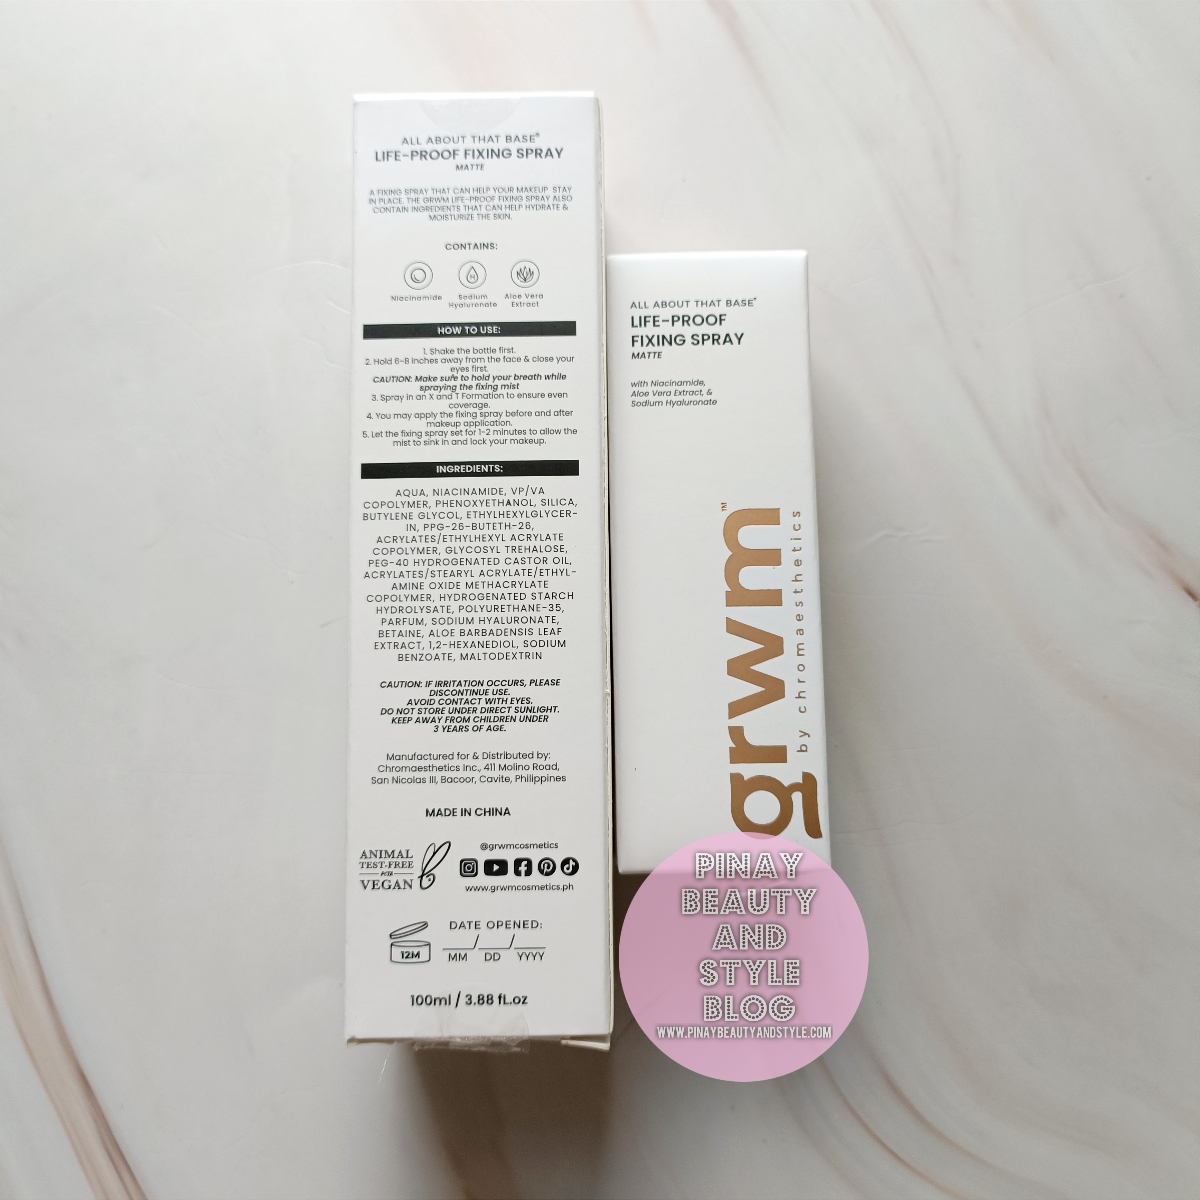 ALL ABOUT THAT BASE®
LIFE-PROOF FIXING SPRAY
MATTE
A FIXING SPRAY THAT CAN HELP YOUR MAKEUP STAY
IN PLACE. THE GRWM LIFE-PROOF FIXING SPRAY ALSO
CONTAIN INGREDIENTS THAT CAN HELP HYDRATE &
MOISTURIZE THE SKIN.
CONTAINS:
Niacinamide
Sodium
Hyaluronate
Aloe Vera
Extract
HOW TO USE:
1. Shake the bottle first.
2. Hold 6-8 inches away from the face & close your
eyes first.
CAUTION: Make sure to hold your breath while
spraying the fixing mist
3. Spray in an X and T Formation to ensure even
coverage.
4. You may apply the fixing spray before and after
makeup application.
5. Let the fixing spray set for 1-2 minutes to allow the
mist to sink in and lock your makeup.
INGREDIENTS:
AQUA, NIACINAMIDE, VP/VA
COPOLYMER, PHENOXYETHANOL, SILICA,
BUTYLENE GLYCOL, ETHYLHEXYLGLYCER-
IN, PPG-26-BUTETH-26,
ACRYLATES/ETHYLHEXYL ACRYLATE
COPOLYMER, GLYCOSYL TREHALOSE,
PEG-40 HYDROGENATED CASTOR OIL,
ACRYLATES/STEARYL ACRYLATE/ETHYL-
AMINE OXIDE METHACRYLATE
COPOLYMER, HYDROGENATED STARCH
HYDROLYSATE, POLYURETHANE-35,
PARFUM, SODIUM HYALURONATE,
BETAINE, ALOE BARBADENSIS LEAF
EXTRACT, 1,2-HEXANEDIOL, SODIUM
BENZOATE, MALTODEXTRIN
CAUTION: IF IRRITATION OCCURS, PLEASE
DISCONTINUE USE.
AVOID CONTACT WITH EYES.
DO NOT STORE UNDER DIRECT SUNLIGHT.
KEEP AWAY FROM CHILDREN UNDER
3 YEARS OF AGE.
Manufactured for & Distributed by:
Chromaesthetics Inc., 411 Molino Road,
San Nicolas III, Bacoor, Cavite, Philippines
MADE IN CHINA
ANIMAL
TEST-FREE
PETA
VEGAN
@grwmcosmetics
www.grwmcosmetics.ph
12M
DATE OPENED:
__/__/__
MM DD YYYY
100ml / 3.88 fl.oz
ALL ABOUT THAT BASE®
LIFE-PROOF
FIXING SPRAY
MATTE
with Niacinamide,
Aloe Vera Extract, &
Sodium Hyaluronate
grwm™
by chromaesthetics
PINAY
BEAUTY
AND
STYLE
BLOG
WWW.PINAYBEAUTYANDSTYLE.COM